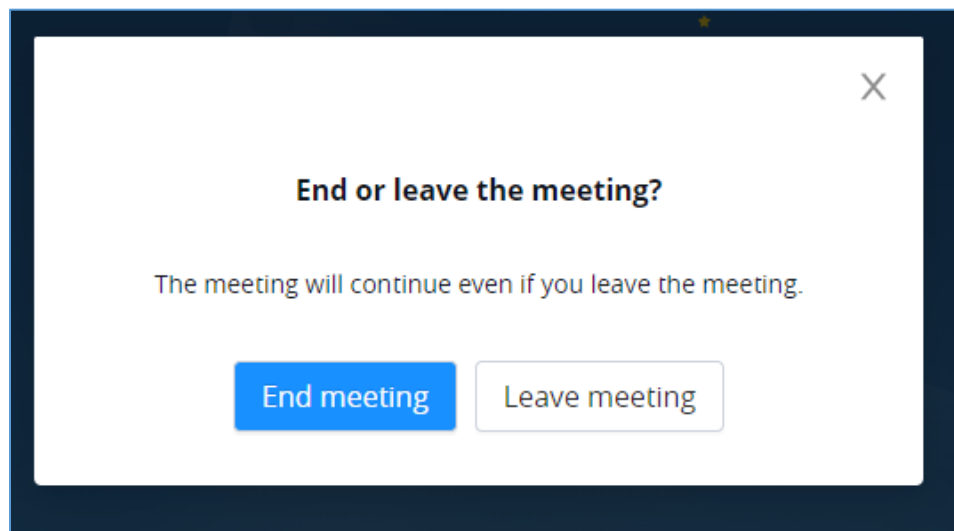 End or leave the meeting?
The meeting will continue even if you leave the meeting.
End meeting
Leave meeting